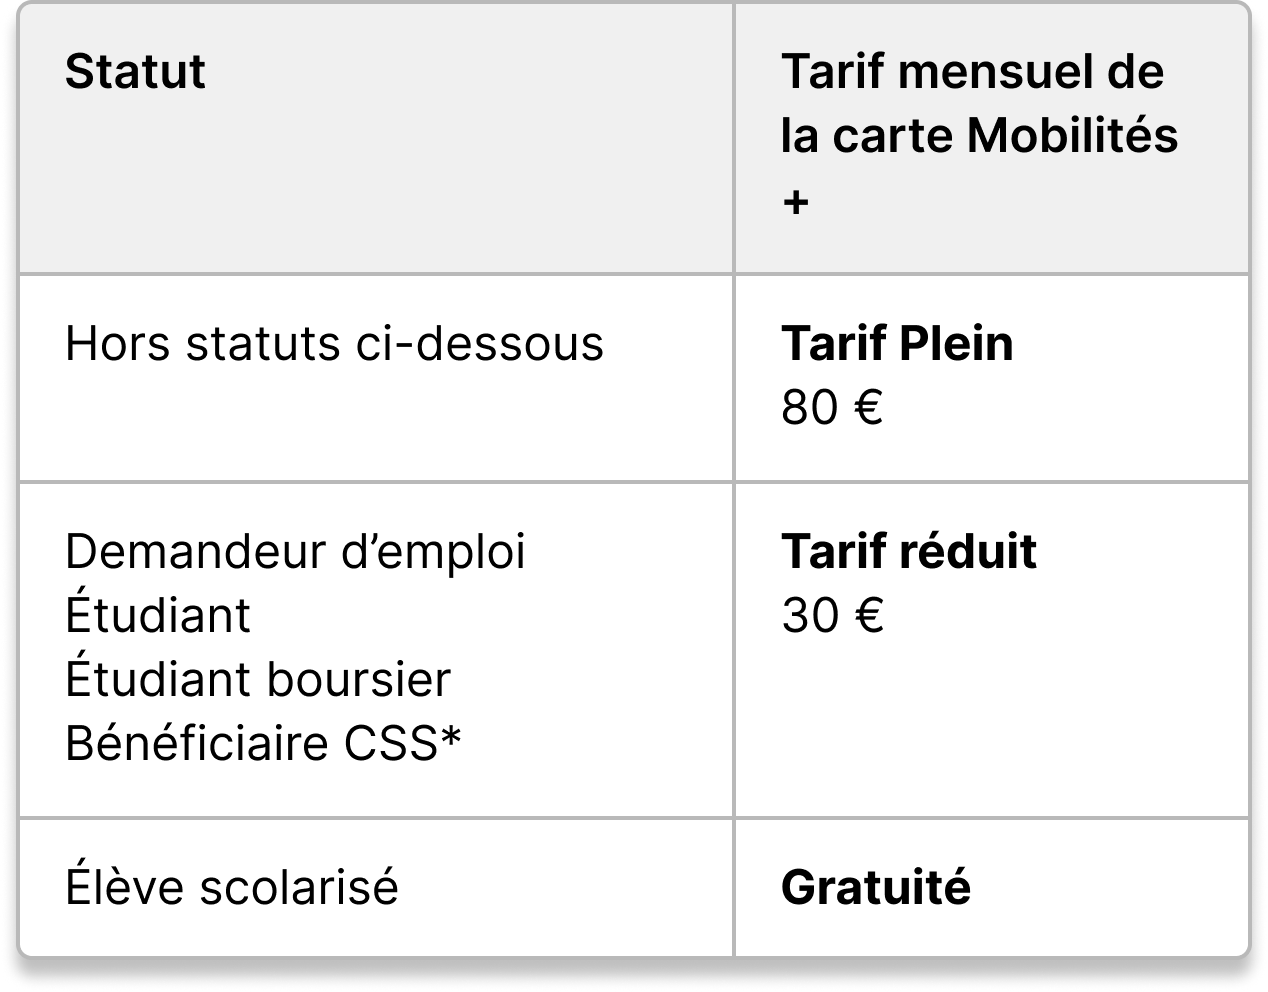 Statut
Tarif mensuel de
la carte Mobilités
+
Hors statuts ci-dessous
Tarif Plein
80 €
Demandeur d’emploi
Étudiant
Étudiant boursier
Bénéficiaire CSS*
Tarif réduit
30 €
Élève scolarisé
Gratuité